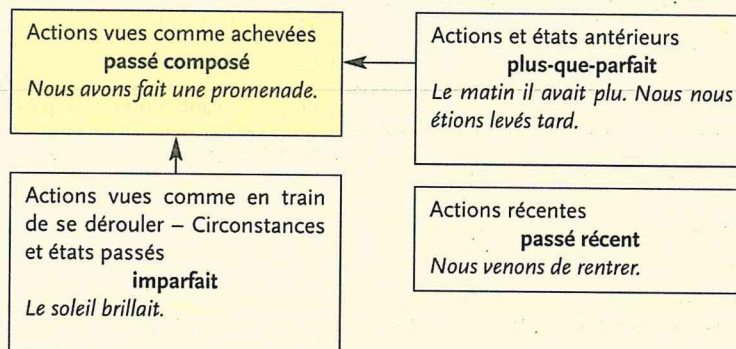 Actions vues comme achevées
passé composé
Nous avons fait une promenade.
Actions et états antérieurs
plus-que-parfait
Le matin il avait plu. Nous nous
étions levés tard.
Actions vues comme en train
de se dérouler – Circonstances
et états passés
imparfait
Le soleil brillait.
Actions récentes
passé récent
Nous venons de rentrer.